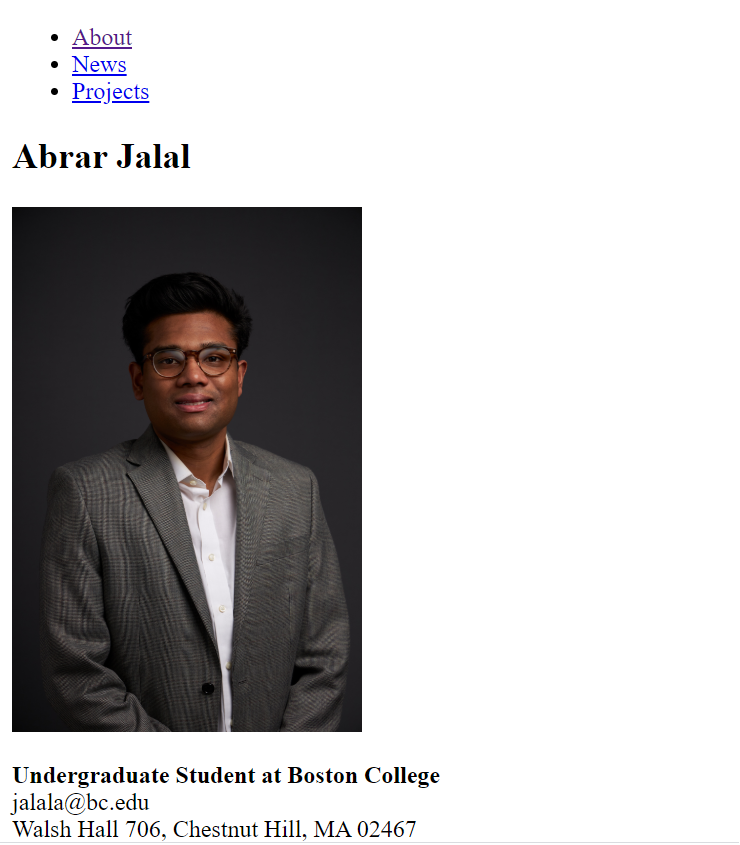 About
News
Projects
Abrar Jalal
Undergraduate Student at Boston College
jalala@bc.edu
Walsh Hall 706, Chestnut Hill, MA 02467